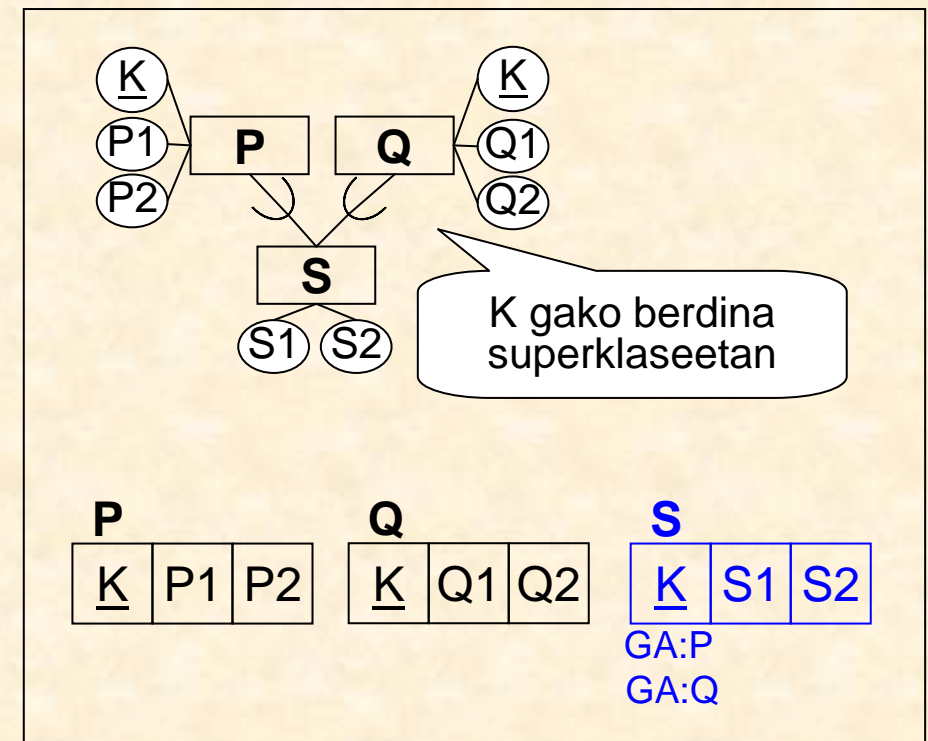 K
K
P1
P
Q
Q1
P2
Q2
S
S1
S2
K gako berdina
superklaseetan
P
Q
S
K P1 P2
K Q1 Q2
K S1 S2
GA:P
GA:Q